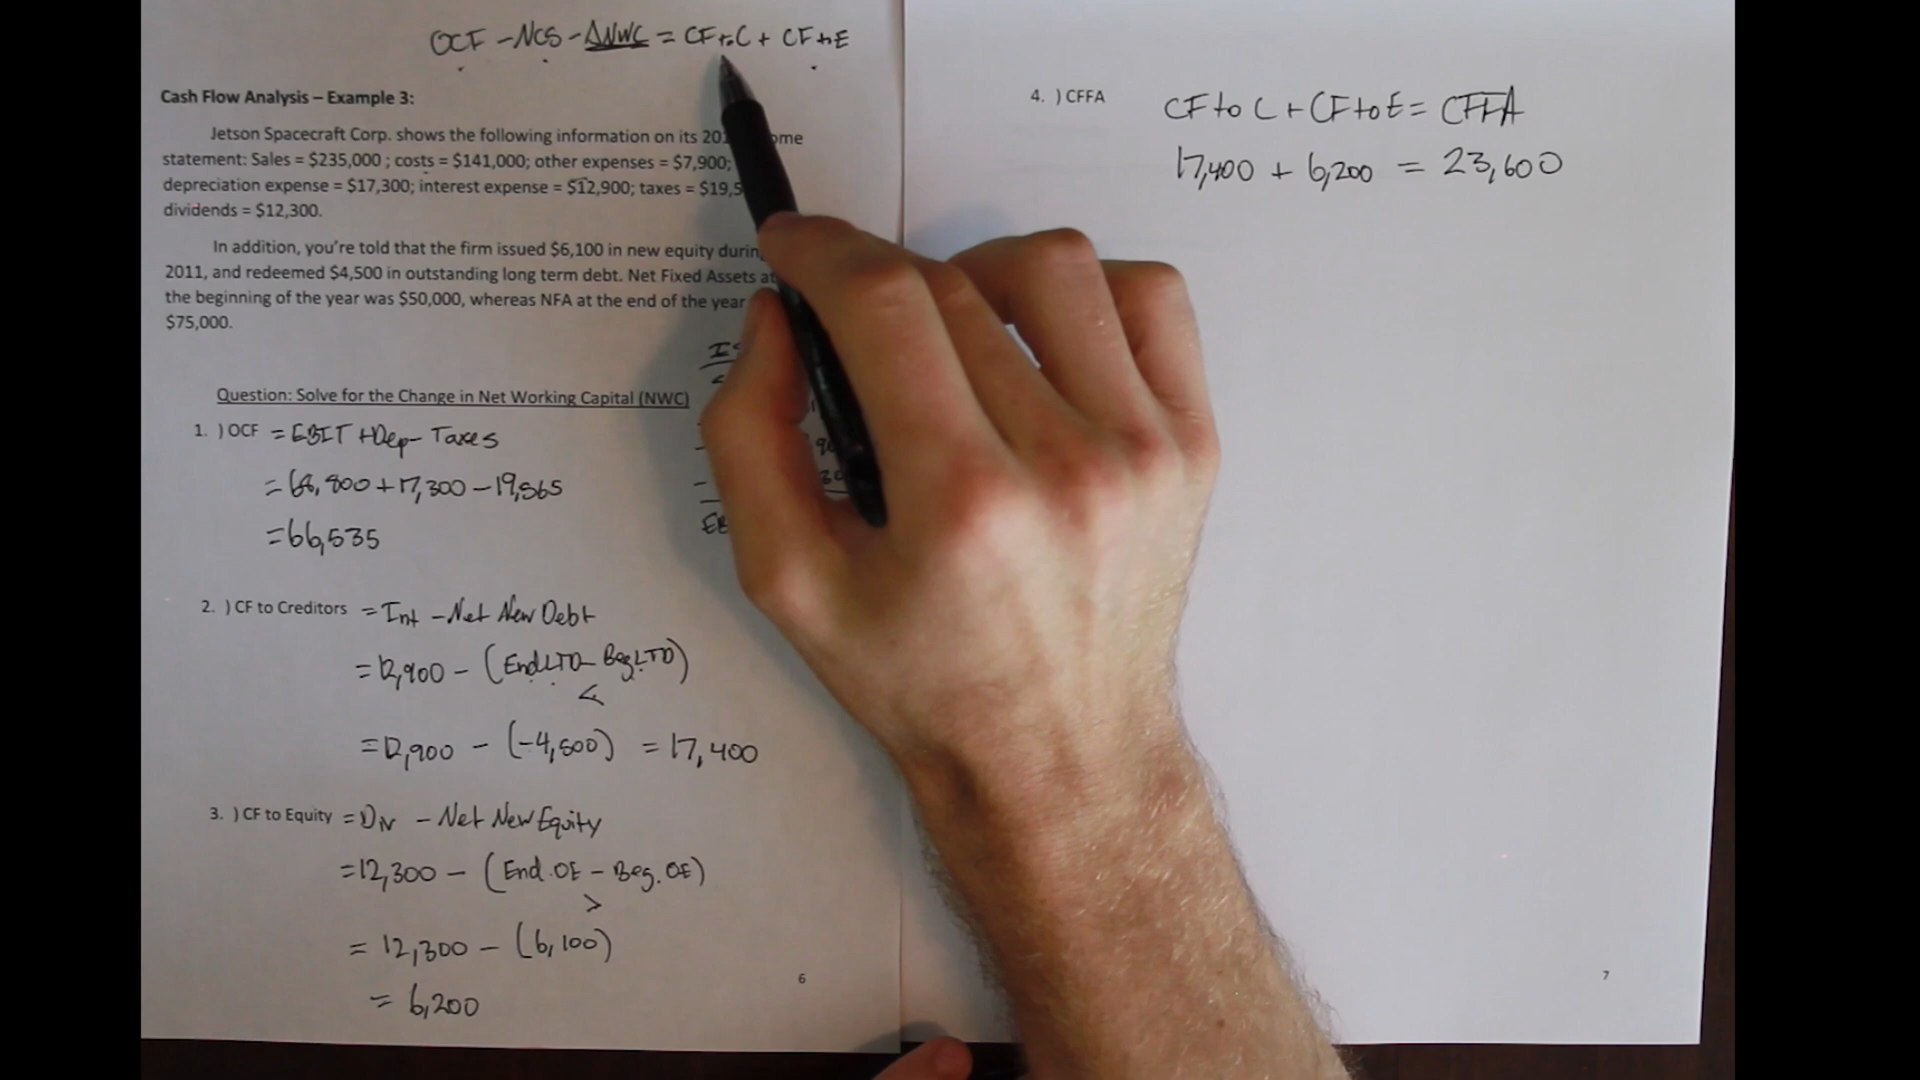 OCF - NCS - ΔNWC = CF to C + CF to E
Cash Flow Analysis – Example 3:
Jetson Spacecraft Corp. shows the following information on its
statement: Sales = $235,000 ; costs = $141,000; other expenses = $7,900;
depreciation expense = $17,300; interest expense = $12,900; taxes = $19,5
dividends = $12,300.
In addition, you're told that the firm issued $6,100 in new equity
2011, and redeemed $4,500 in outstanding long term debt. Net Fixed Assets at
the beginning of the year was $50,000, whereas NFA at the end of the year
$75,000.
Question: Solve for the Change in Net Working Capital (NWC)
1. ) OCF = EBIT + Dep - Taxes
= 68,800 + 17,300 - 19,565
= 66,535
2. ) CF to Creditors = Int - Net New Debt
= 12,900 - (End LTD - Beg LTD)
<
= 12,900 - (-4,500) = 17,400
3. ) CF to Equity = Div - Net New Equity
= 12,300 - (End. OE - Beg. OE)
>
= 12,300 - (6,100)
= 6,200
6
4. ) CFFA CF to C + CF to E = CFFA
17,400 + 6,200 = 23,600
7